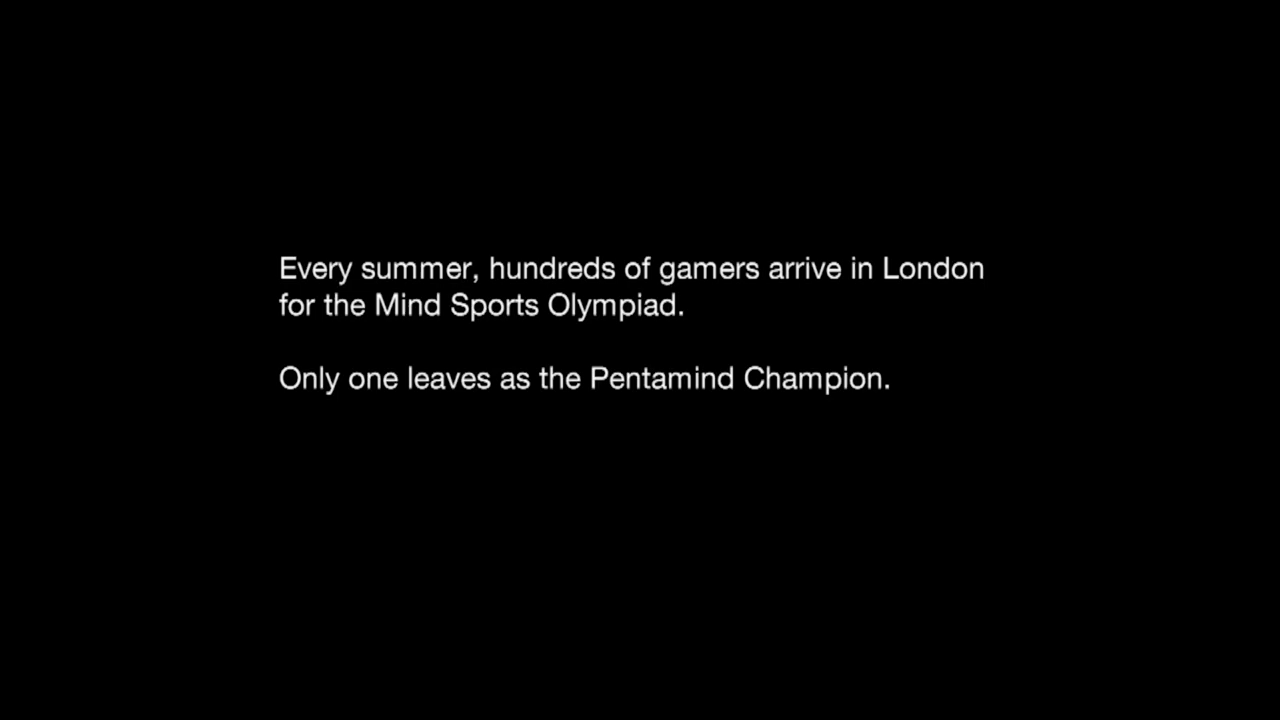 Every summer, hundreds of gamers arrive in London
for the Mind Sports Olympiad.
Only one leaves as the Pentamind Champion.